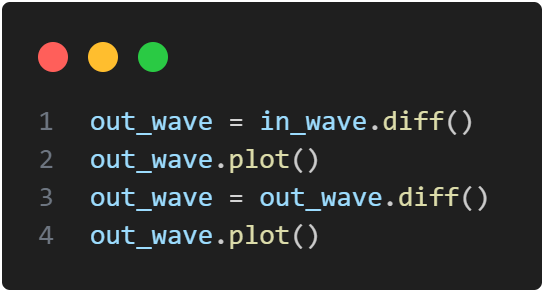 1 out_wave = in_wave.diff()
2 out_wave.plot()
3 out_wave = out_wave.diff()
4 out_wave.plot()